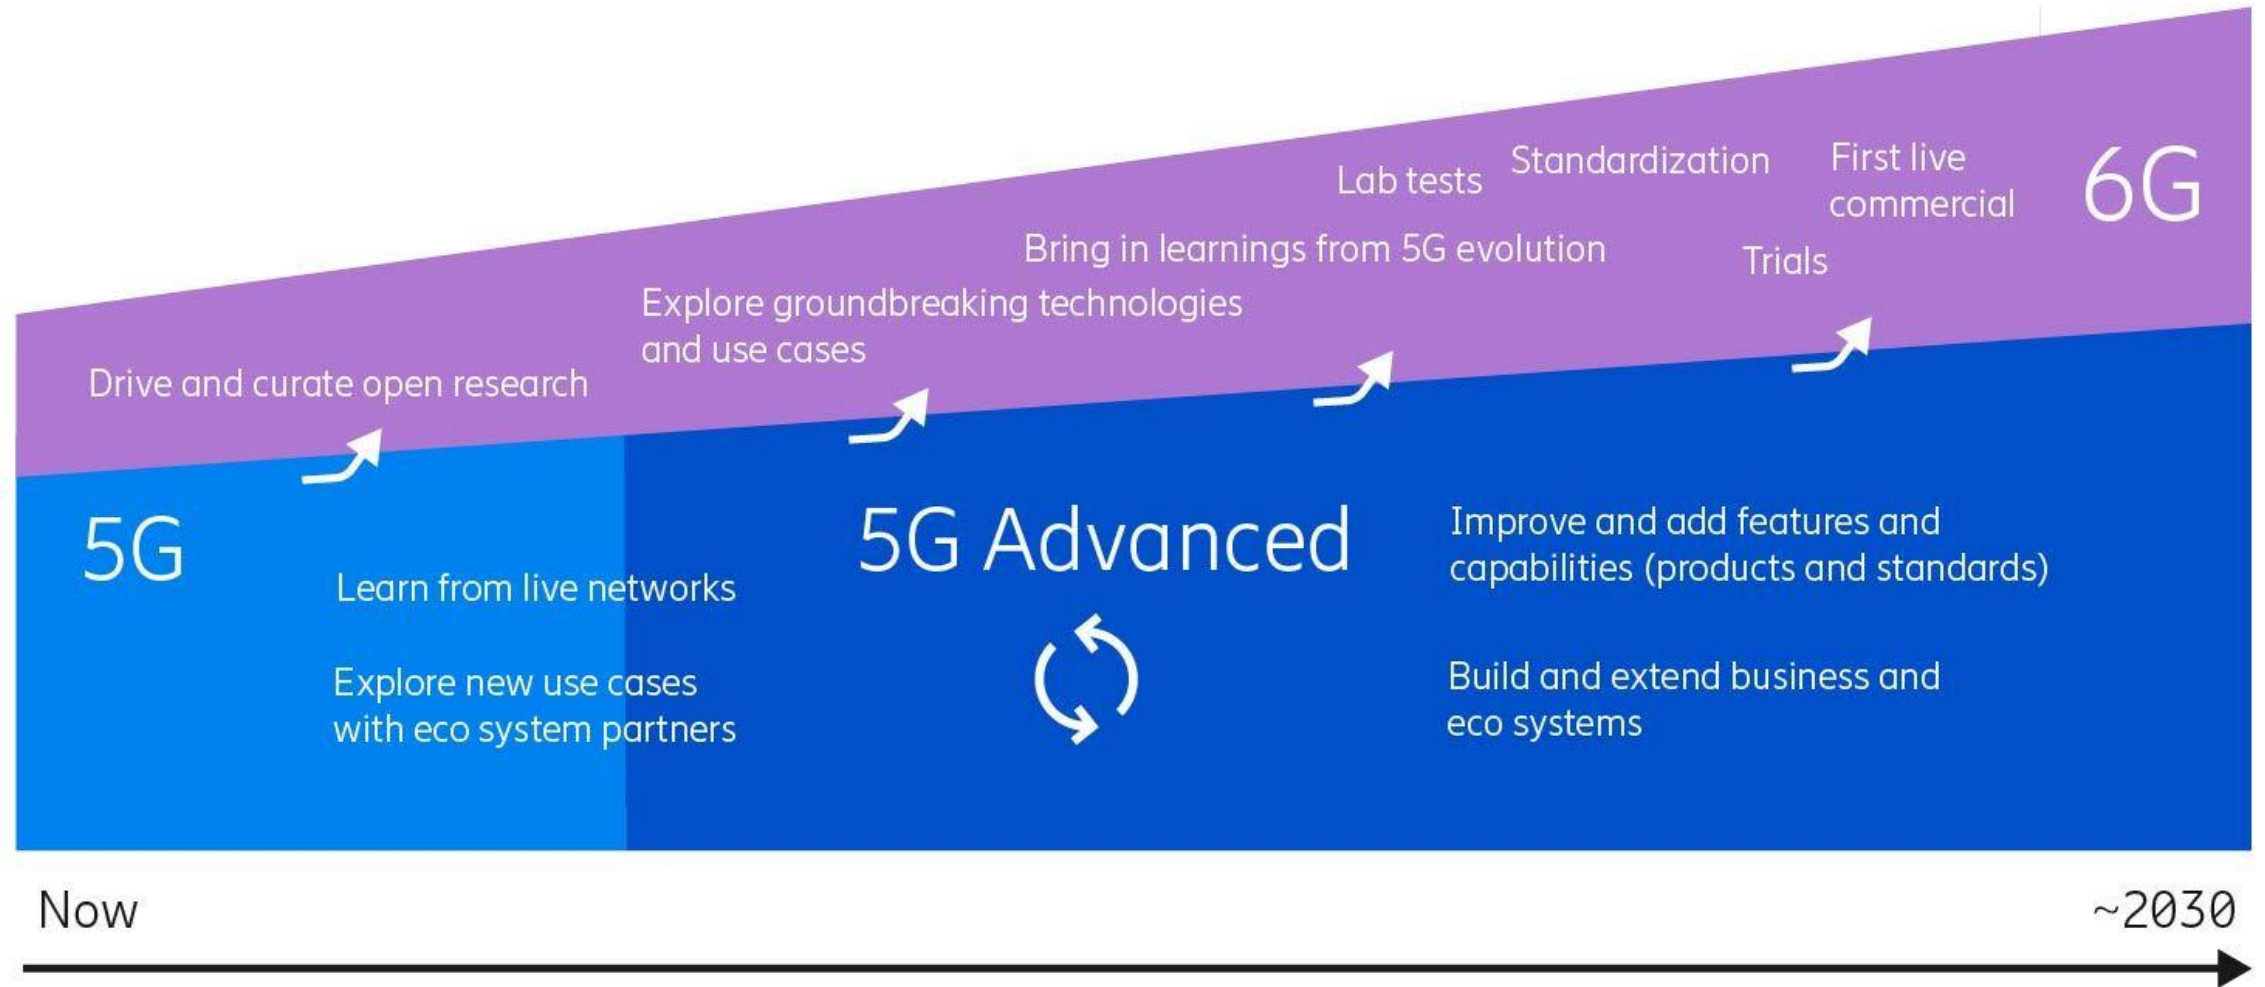 Lab tests
Standardization
First live
commercial
6G
Bring in learnings from 5G evolution
Trials
Explore groundbreaking technologies
and use cases
Drive and curate open research
5G
Learn from live networks
Explore new use cases
with eco system partners
5G Advanced
Improve and add features and
capabilities (products and standards)
Build and extend business and
eco systems
Now
~2030